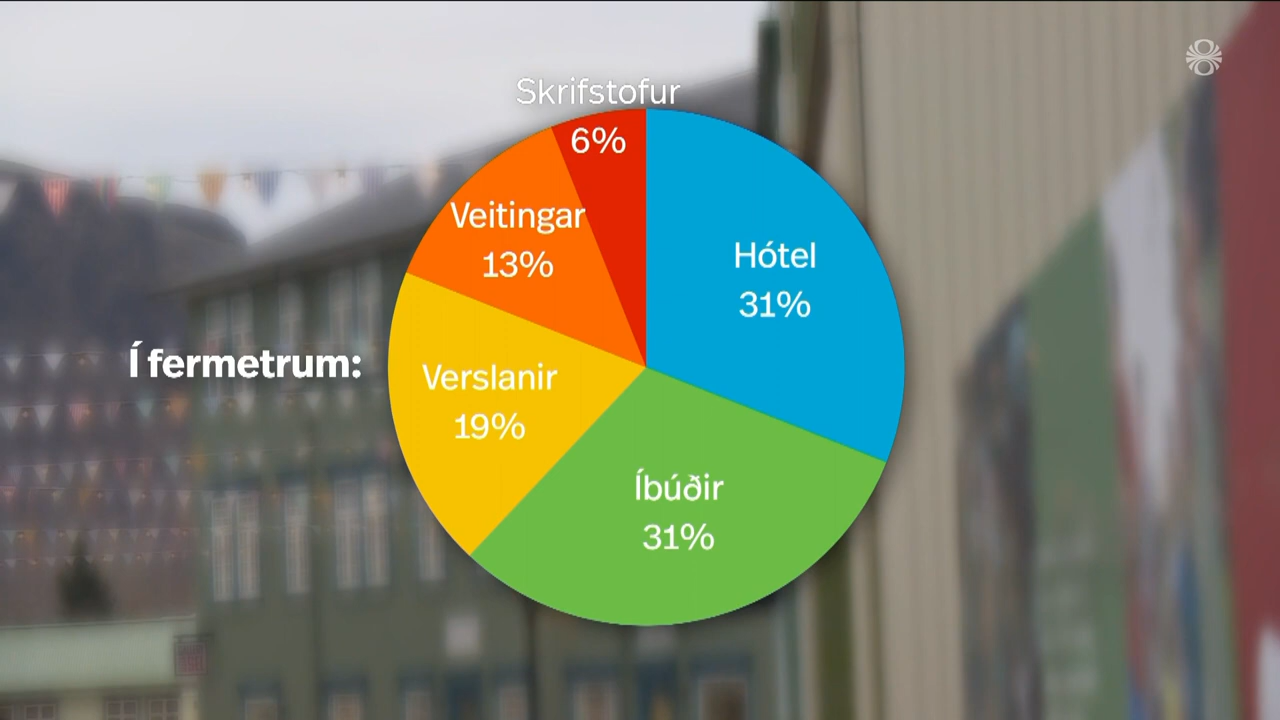 Skrifstofur
6%
Hótel
31%
Veitingar
13%
Í fermetrum:
Verslanir
19%
Íbúðir
31%